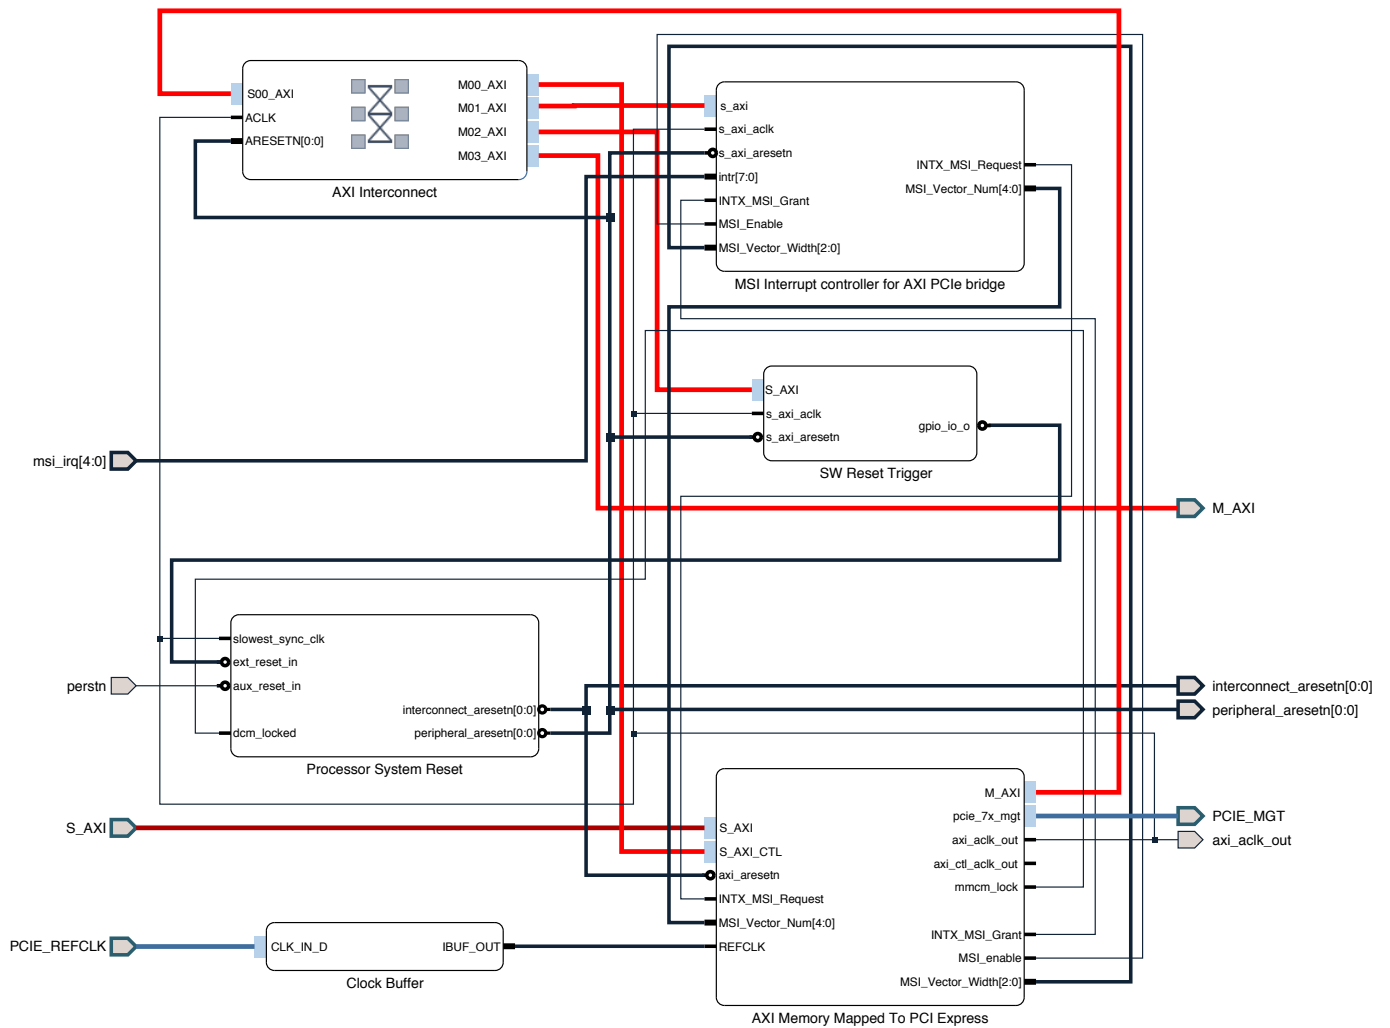 S00_AXI
ACLK
ARESETN[0:0]
M00_AXI
M01_AXI
M02_AXI
M03_AXI
AXI Interconnect
s_axi
s_axi_aclk
s_axi_aresetn
intr[7:0]
INTX_MSI_Grant
MSI_Enable
MSI_Vector_Width[2:0]
INTX_MSI_Request
MSI_Vector_Num[4:0]
MSI Interrupt controller for AXI PCIe bridge
S_AXI
s_axi_aclk
s_axi_aresetn
gpio_io_o
SW Reset Trigger
msi_irq[4:0]
M_AXI
slowest_sync_clk
ext_reset_in
aux_reset_in
dcm_locked
interconnect_aresetn[0:0]
peripheral_aresetn[0:0]
Processor System Reset
perstn
interconnect_aresetn[0:0]
peripheral_aresetn[0:0]
S_AXI
S_AXI
S_AXI_CTL
axi_aresetn
INTX_MSI_Request
MSI_Vector_Num[4:0]
REFCLK
M_AXI
pcie_7x_mgt
axi_aclk_out
axi_ctl_aclk_out
mmcm_lock
INTX_MSI_Grant
MSI_enable
MSI_Vector_Width[2:0]
AXI Memory Mapped To PCI Express
PCIE_MGT
axi_aclk_out
PCIE_REFCLK
CLK_IN_D
IBUF_OUT
Clock Buffer